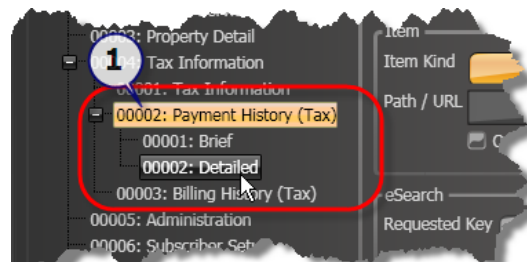 00003: Property Detail
Tax Information
1
00001: Tax Information
00002: Payment History (Tax)
00001: Brief
00002: Detailed
00003: Billing History (Tax)
00005: Administration
00006: Subscriber
Item
Item Kind
Path / URL
eSearch
Requested Key